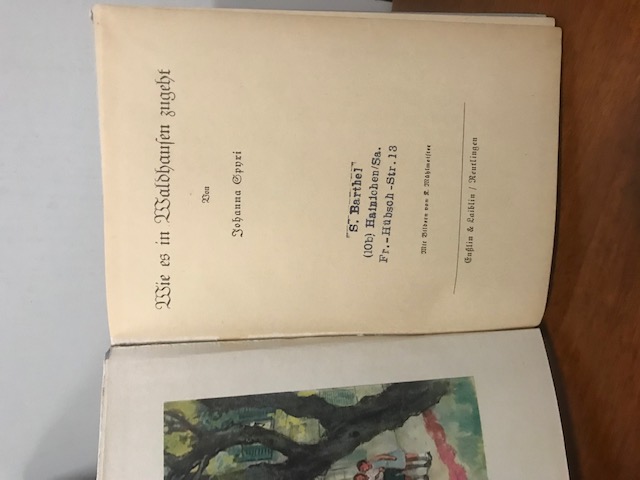 Wie es in Waldhausen zugeht
Von
Johanna Spyri
"S. Barthel"
(10b) Hainichen/Sa.
Fr.-Hübsch-Str. 13
Mit Bildern von K. Mühlmeister
Enßlin & Laiblin / Reutlingen